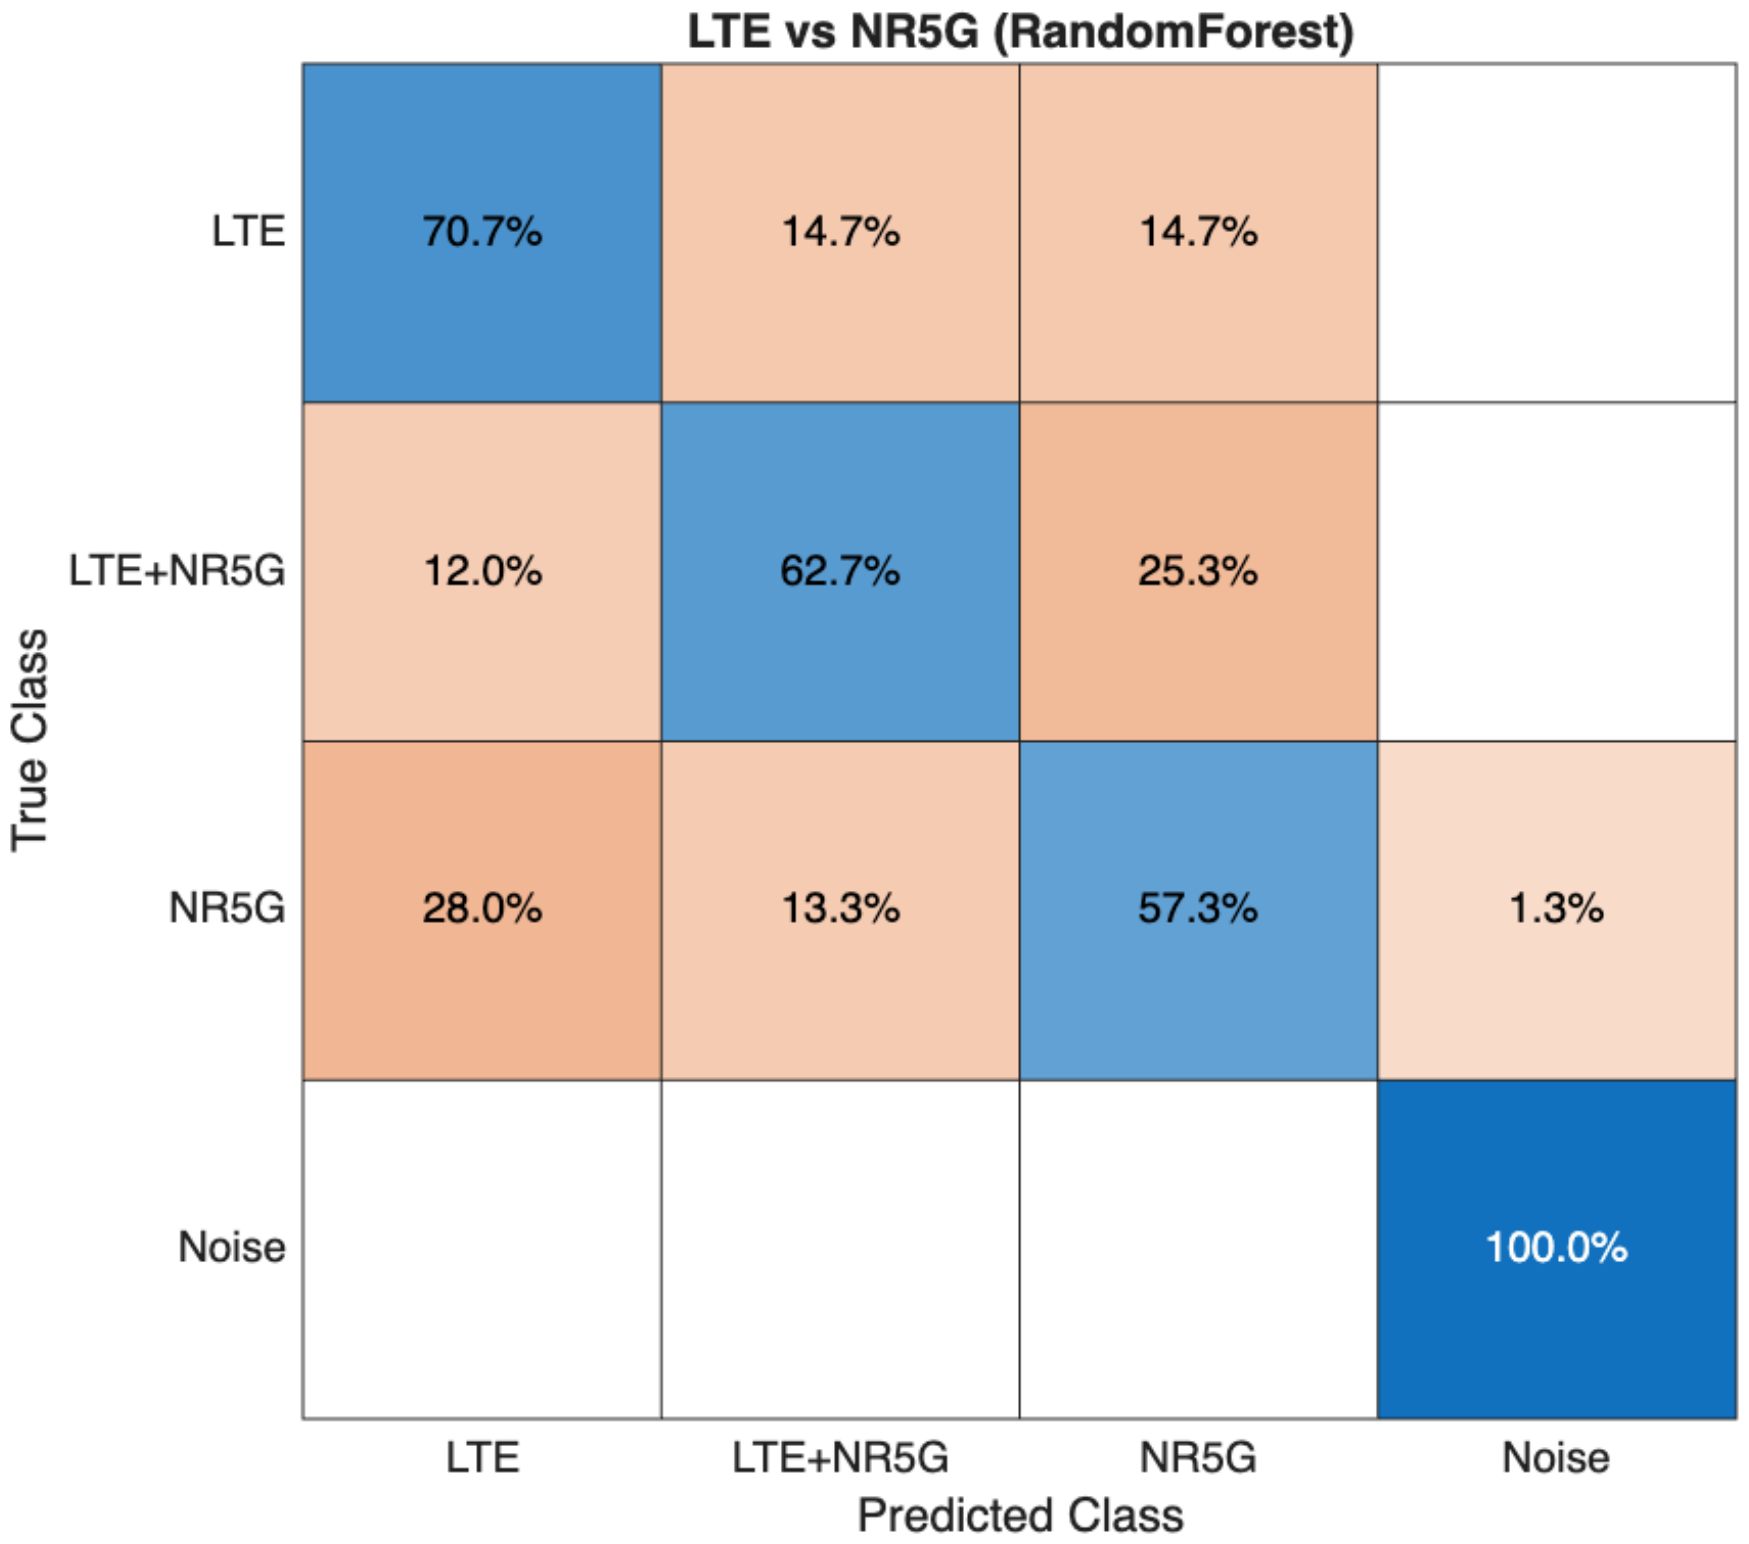 LTE vs NR5G (RandomForest)
LTE 70.7% 14.7% 14.7%
LTE+NR5G 12.0% 62.7% 25.3%
True Class
NR5G 28.0% 13.3% 57.3% 1.3%
Noise 100.0%
LTE LTE+NR5G NR5G Noise
Predicted Class